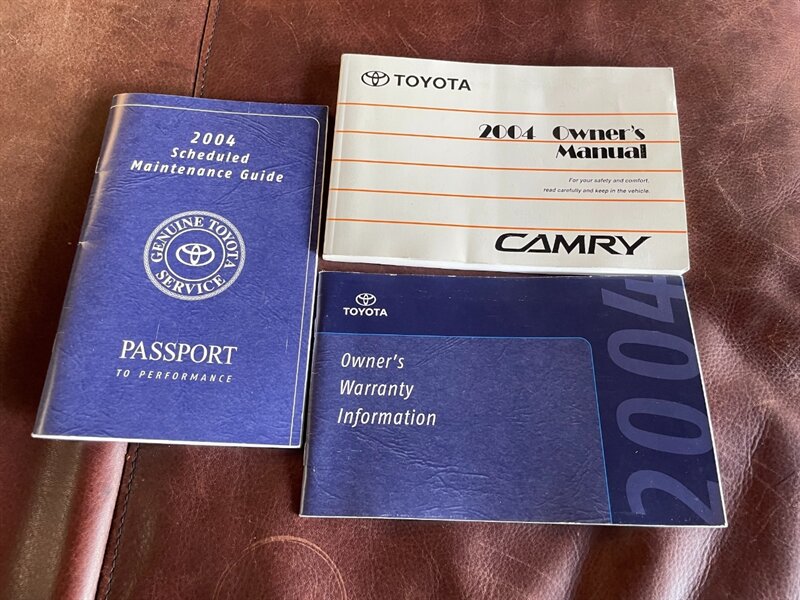 2004
Scheduled
Maintenance Guide
GENUINE TOYOTA
SERVICE
PASSPORT
TO PERFORMANCE
TOYOTA
2004 Owner's
Manual
For your safety and comfort,
read carefully and keep in the vehicle.
CAMRY
TOYOTA
Owner's
Warranty
Information
2004